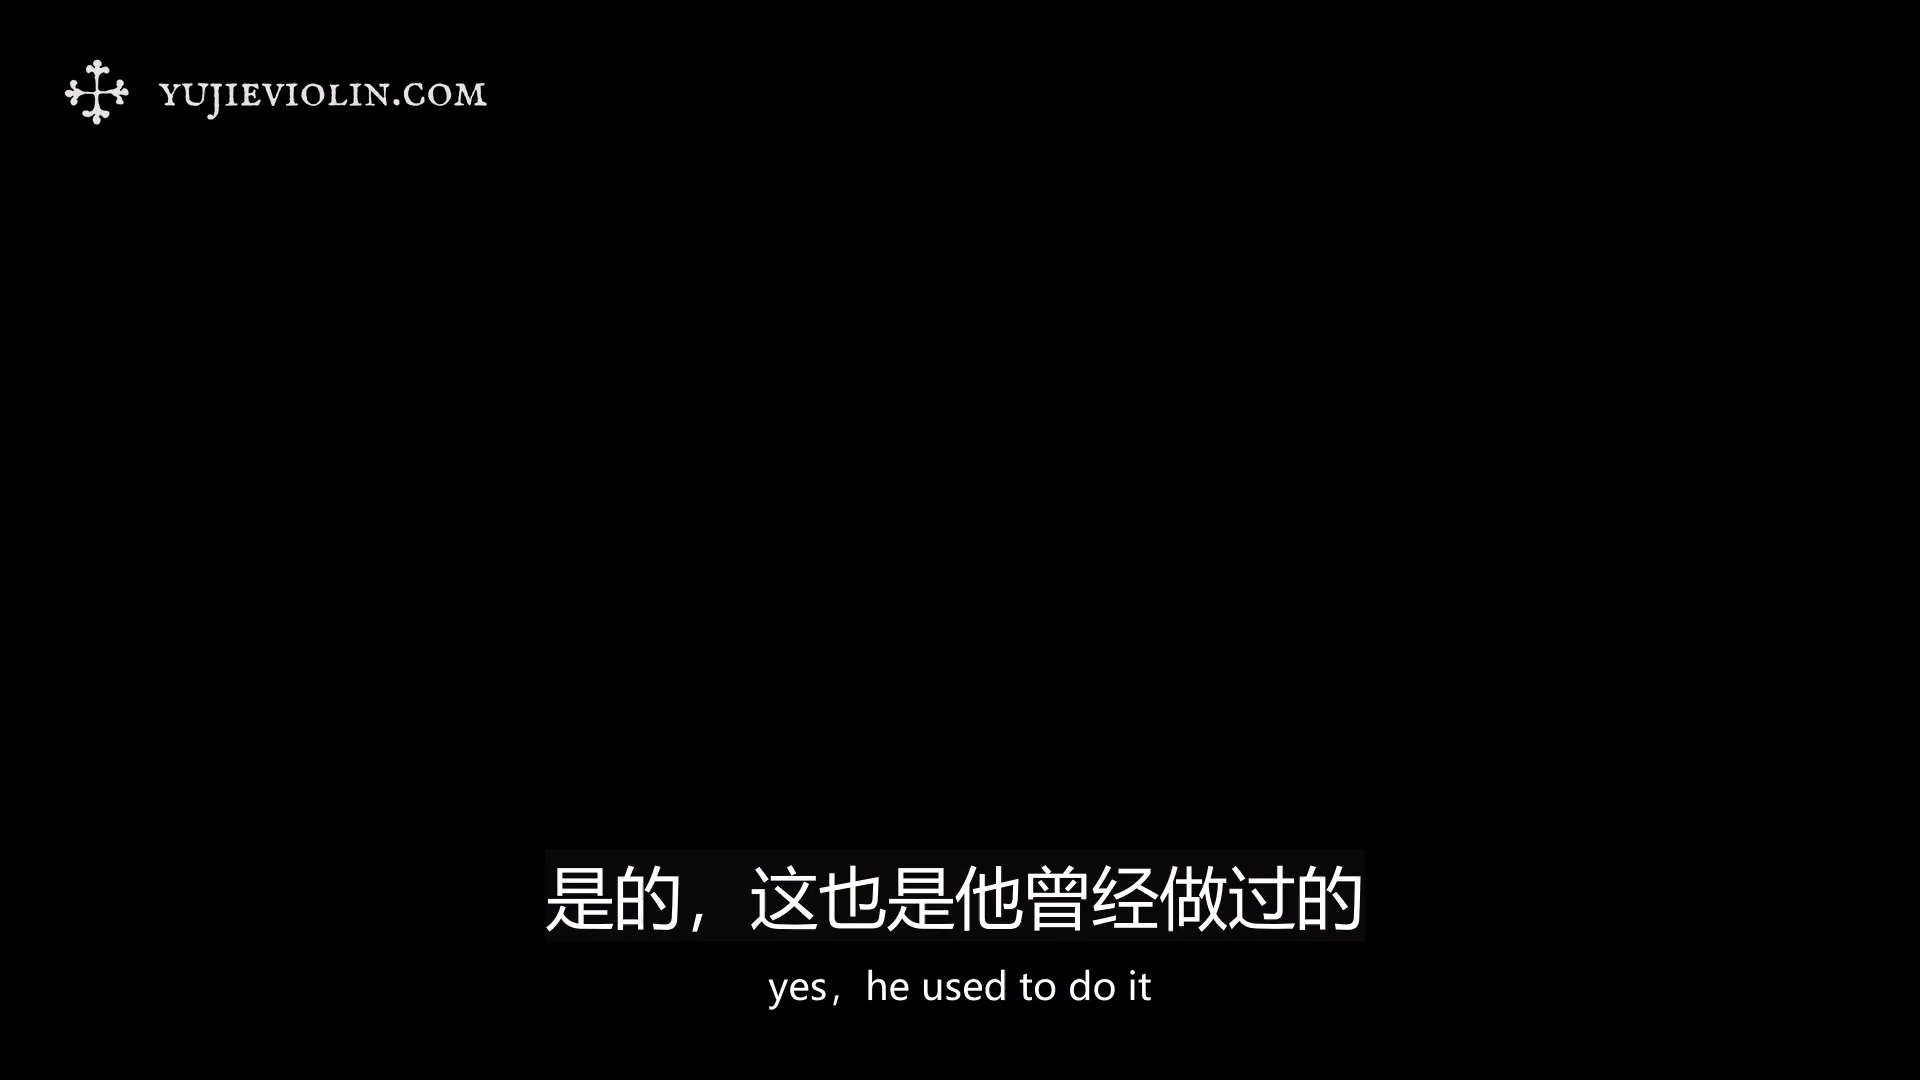 YUJIEVIOLIN.COM
是的，这也是他曾经做过的
yes，he used to do it